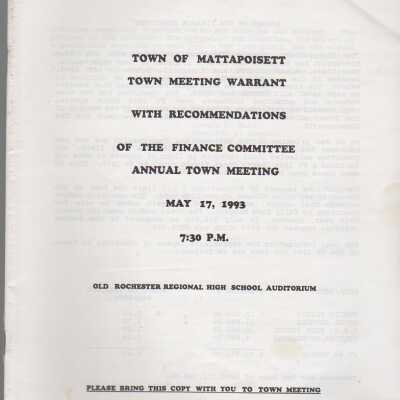 TOWN OF MATTAPOISETT
TOWN MEETING WARRANT
WITH RECOMMENDATIONS
OF THE FINANCE COMMITTEE
ANNUAL TOWN MEETING
MAY 17, 1993
7:30 P.M.
OLD ROCHESTER REGIONAL HIGH SCHOOL AUDITORIUM
PLEASE BRING THIS COPY WITH YOU TO TOWN MEETING